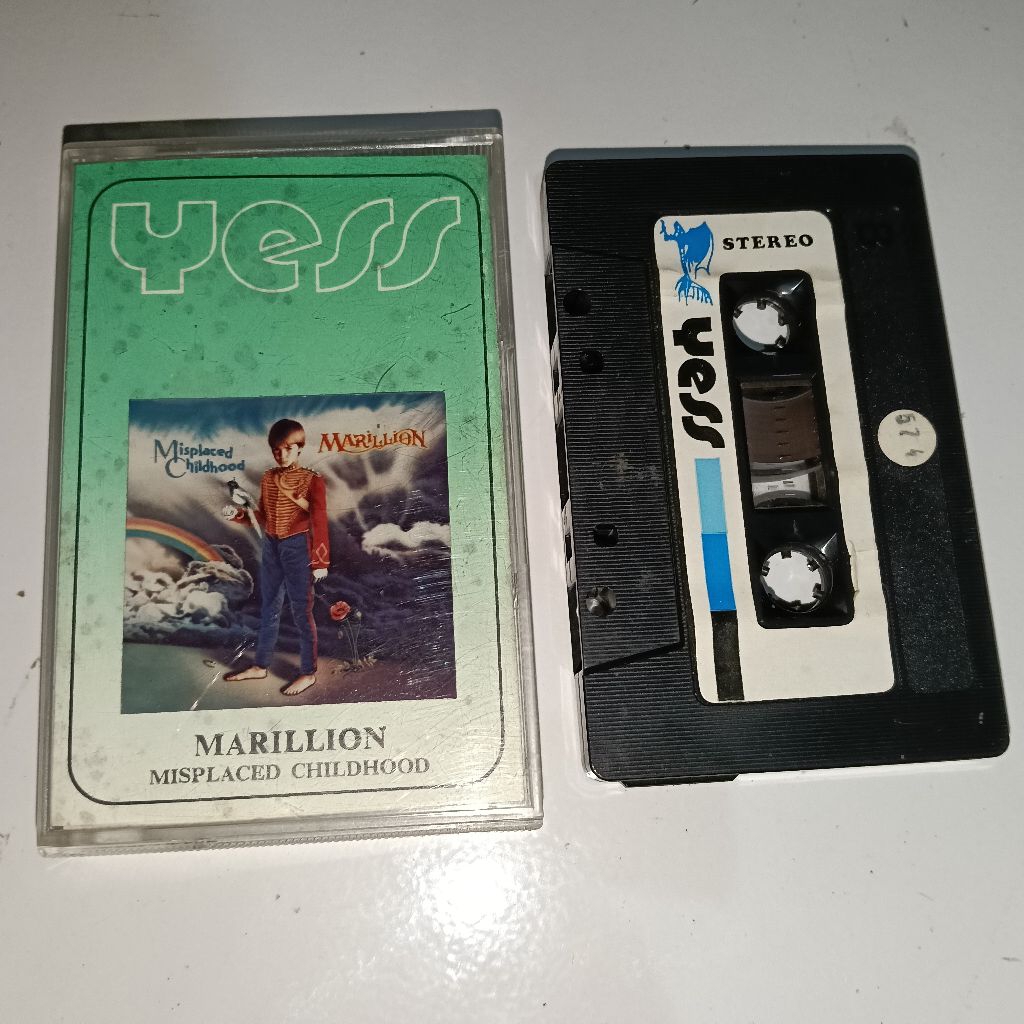 Yess
Misplaced
Childhood
MARILLION
MARILLION
MISPLACED CHILDHOOD
STEREO
Yess
B
574